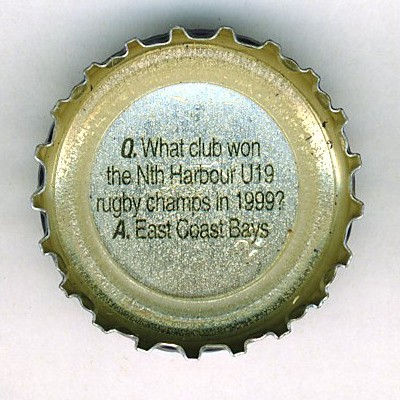 Q. What club won
the Nth Harbour U19
rugby champs in 1999?
A. East Coast Bays